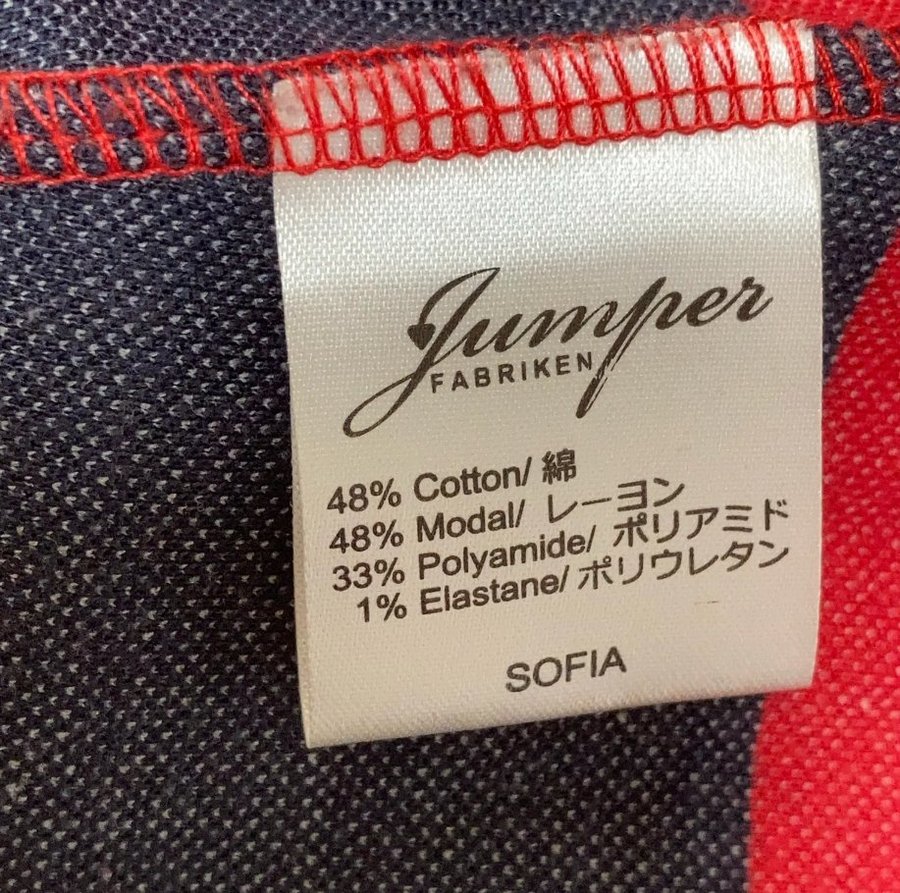 Jumper
FABRIKEN
48% Cotton/ 綿
48% Modal/ レーヨン
33% Polyamide/ ポリアミド
1% Elastane/ ポリウレタン
SOFIA